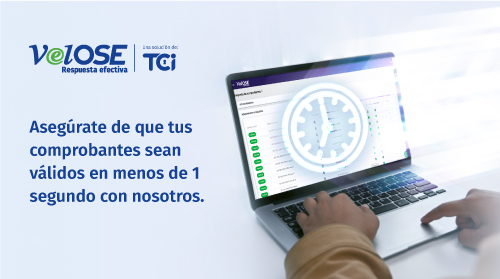 VelOSE
Respuesta efectiva
Una solución de:
TCi
Asegúrate de que tus
comprobantes sean
válidos en menos de 1
segundo con nosotros.
VelOSE